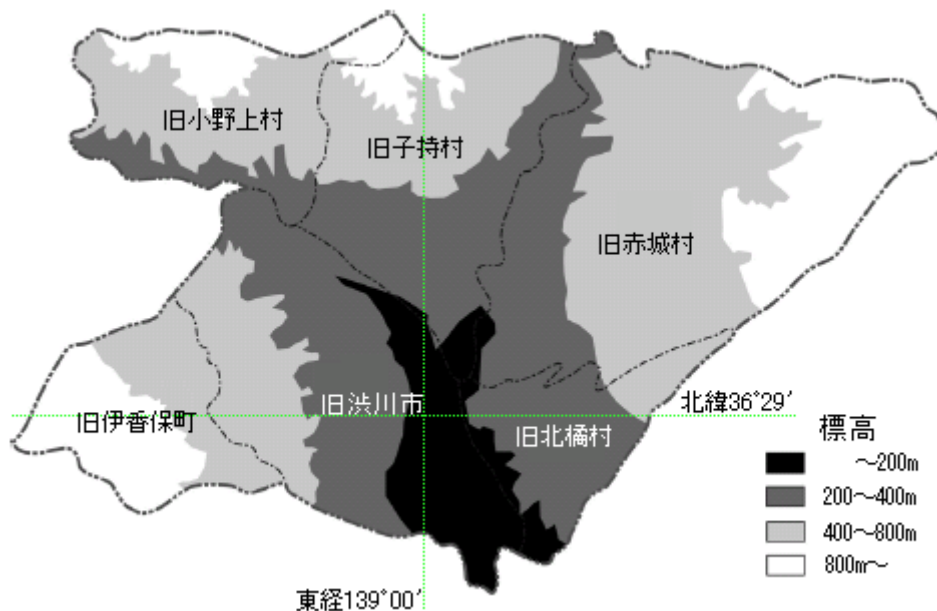 旧小野上村
旧子持村
旧赤城村
旧伊香保町
旧渋川市
旧北橘村
北緯36°29'
東経139°00'
標高
～200m
200～400m
400～800m
800m～